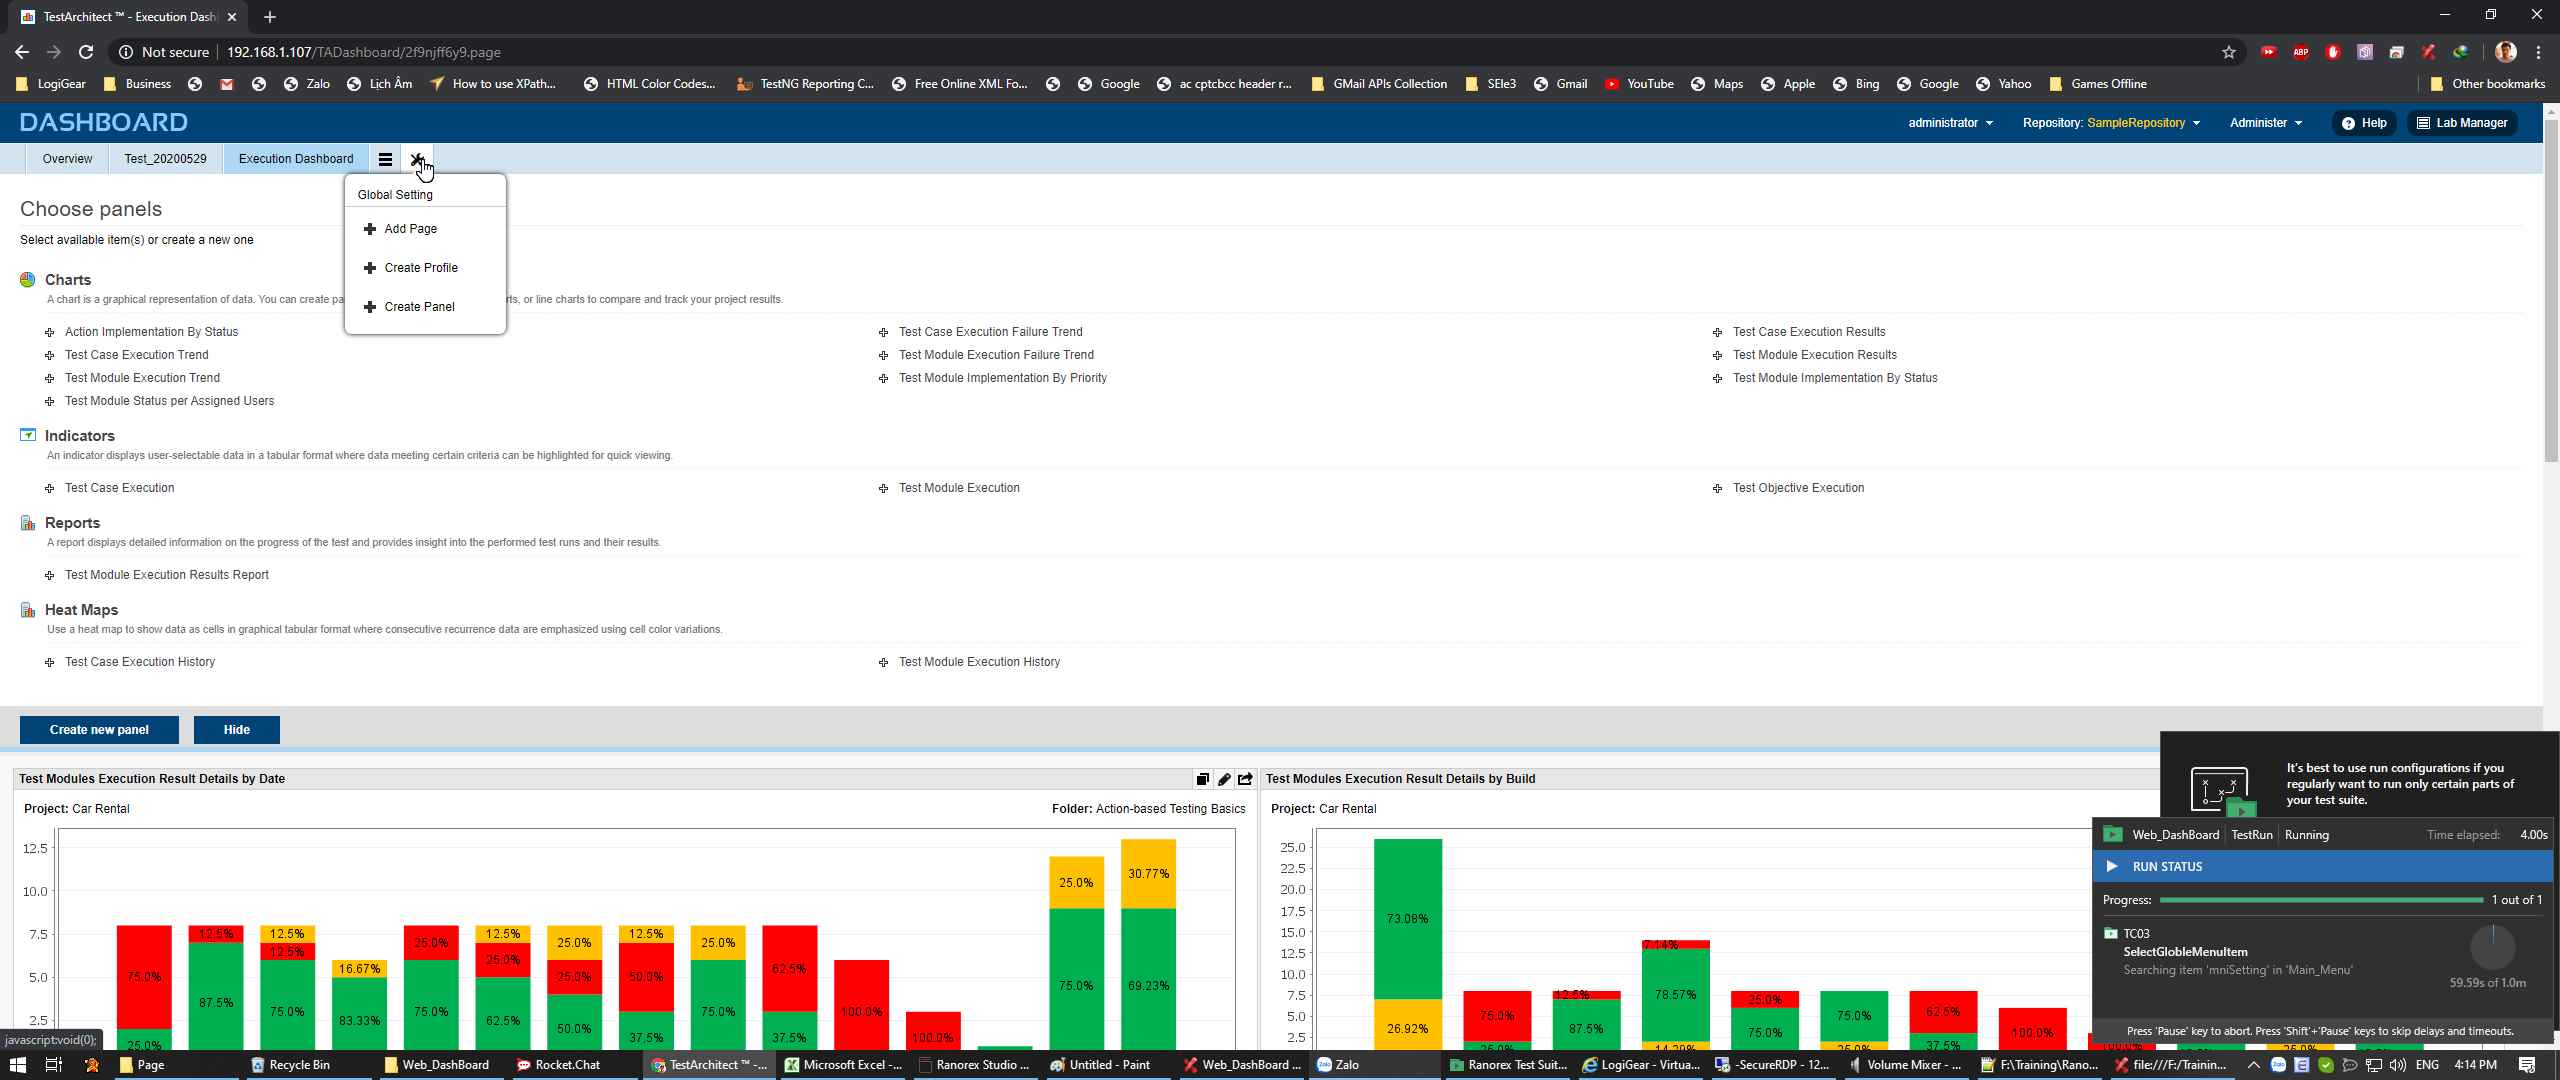 TestArchitect ™ - Execution Dash
Not secure | 192.168.1.107/TADashboard/2f9njff6y9.page
ABP
LogiGear Business Zalo Lịch Âm How to use XPath... HTML Color Codes... TestNG Reporting C... Free Online XML Fo... Google ac cptcbcc header r... GMail APIs Collection SEle3 Gmail YouTube Maps Apple Bing Google Yahoo Games Offline Other bookmarks
DASHBOARD administrator Repository: SampleRepository Administer Help Lab Manager
Overview Test_20200529 Execution Dashboard
Global Setting
Add Page
Create Profile
Create Panel
Choose panels
Select available item(s) or create a new one
Charts
A chart is a graphical representation of data. You can create pa rts, or line charts to compare and track your project results.
Action Implementation By Status Test Case Execution Failure Trend Test Case Execution Results
Test Case Execution Trend Test Module Execution Failure Trend Test Module Execution Results
Test Module Execution Trend Test Module Implementation By Priority Test Module Implementation By Status
Test Module Status per Assigned Users
Indicators
An indicator displays user-selectable data in a tabular format where data meeting certain criteria can be highlighted for quick viewing.
Test Case Execution Test Module Execution Test Objective Execution
Reports
A report displays detailed information on the progress of the test and provides insight into the performed test runs and their results.
Test Module Execution Results Report
Heat Maps
Use a heat map to show data as cells in graphical tabular format where consecutive recurrence data are emphasized using cell color variations.
Test Case Execution History Test Module Execution History
Create new panel Hide
Test Modules Execution Result Details by Date
Project: Car Rental Folder: Action-based Testing Basics
12.5
10.0
7.5
5.0
2.5
75.0% 25.0%
12.5% 87.5%
12.5% 12.5% 75.0%
16.67% 83.33%
25.0% 75.0%
12.5% 25.0% 62.5%
25.0% 25.0% 50.0%
12.5% 50.0% 37.5%
25.0% 75.0%
62.5% 37.5%
100.0%
100.0%
25.0% 75.0%
30.77% 69.23%
Test Modules Execution Result Details by Build
Project: Car Rental
25.0
22.5
20.0
17.5
15.0
12.5
10.0
7.5
5.0
2.5
73.08% 26.92%
75.0% 25.0%
12.5% 87.5%
7.14% 78.57% 14.29%
25.0% 75.0%
75.0% 25.0%
62.5% 37.5%
100.0%
100.0%
25.0%
It's best to use run configurations if you
regularly want to run only certain parts of
your test suite.
Web_DashBoard TestRun Running Time elapsed: 4.00s
RUN STATUS
Progress: 1 out of 1
TC03
SelectGlobleMenuItem
Searching item 'mniSetting' in 'Main_Menu'
59.59s of 1.0m
Press 'Pause' key to abort. Press 'Shift'+'Pause' keys to skip delays and timeouts.
javascript:void(0);
Page Recycle Bin Web_DashBoard Rocket.Chat TestArchitect ™ -... Microsoft Excel -... Ranorex Studio ... Untitled - Paint Web_DashBoard ... Zalo Ranorex Test Suit... LogiGear - Virtua... -SecureRDP - 12... Volume Mixer - ... F:\Training\Rano... file:///F:/Trainin... ENG 4:14 PM